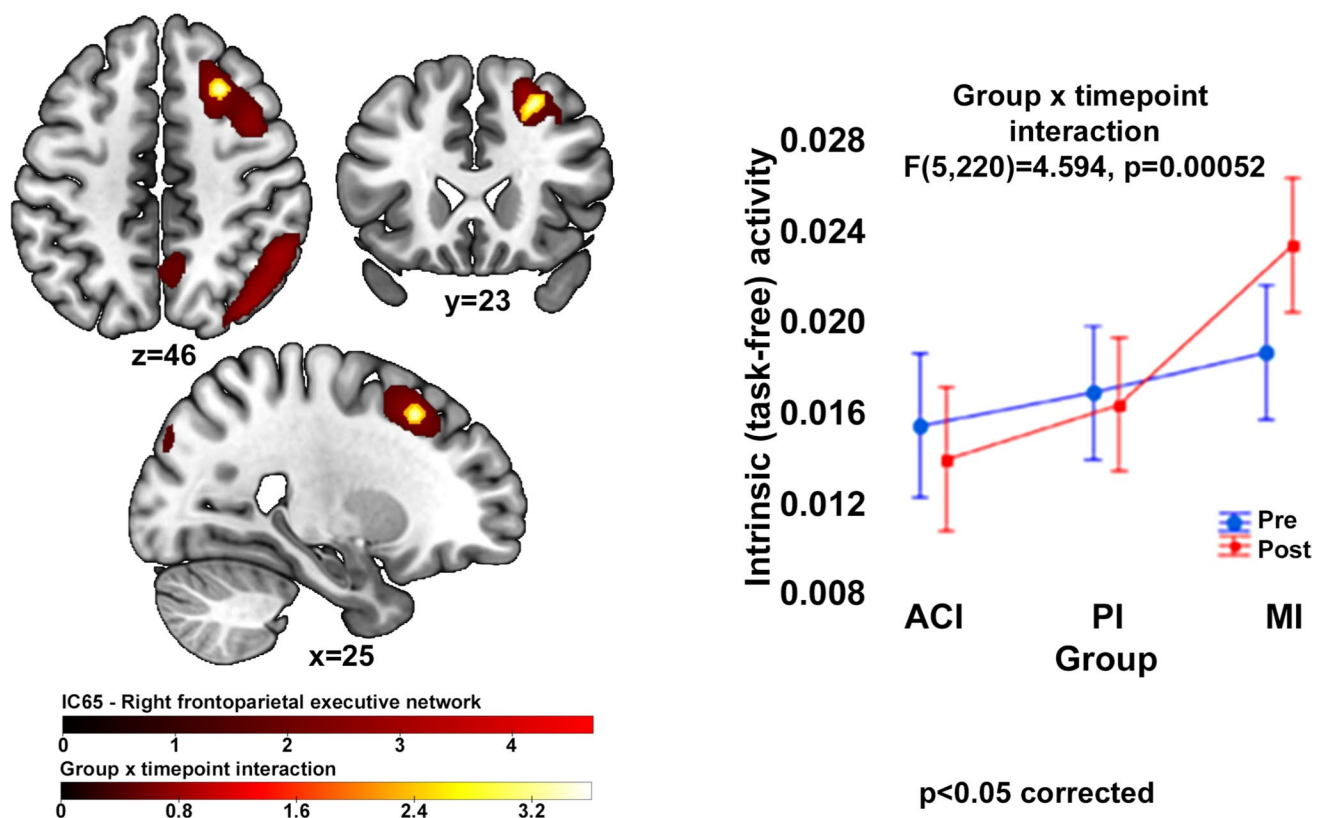 z=46
y=23
x=25
IC65 - Right frontoparietal executive network
0 1 2 3 4
Group x timepoint interaction
0 0.8 1.6 2.4 3.2
Group x timepoint
interaction
F(5,220)=4.594, p=0.00052
Intrinsic (task-free) activity
0.028
0.024
0.020
0.016
0.012
0.008
Pre
Post
ACI PI MI
Group
p<0.05 corrected